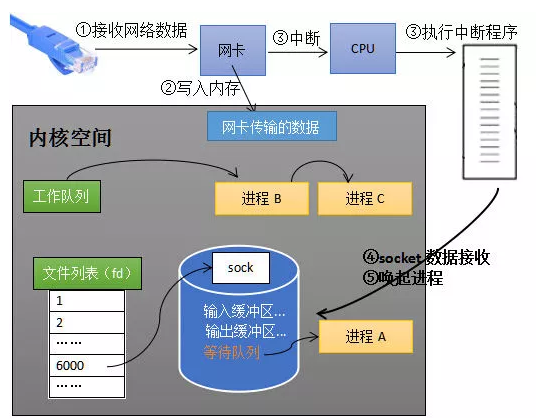 ①接收网络数据
网卡
③中断
CPU
③执行中断程序
②写入内存
网卡传输的数据
内核空间
工作队列
进程 B
进程 C
④socket 数据接收
⑤唤起进程
文件列表（fd）
1
2
……
6000
……
sock
输入缓冲区...
输出缓冲区...
等待队列
进程 A